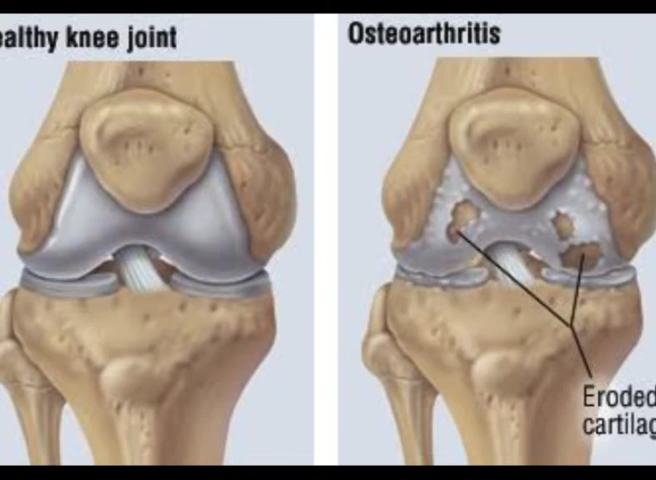 ealthy knee joint
Osteoarthritis
Eroded
cartilag